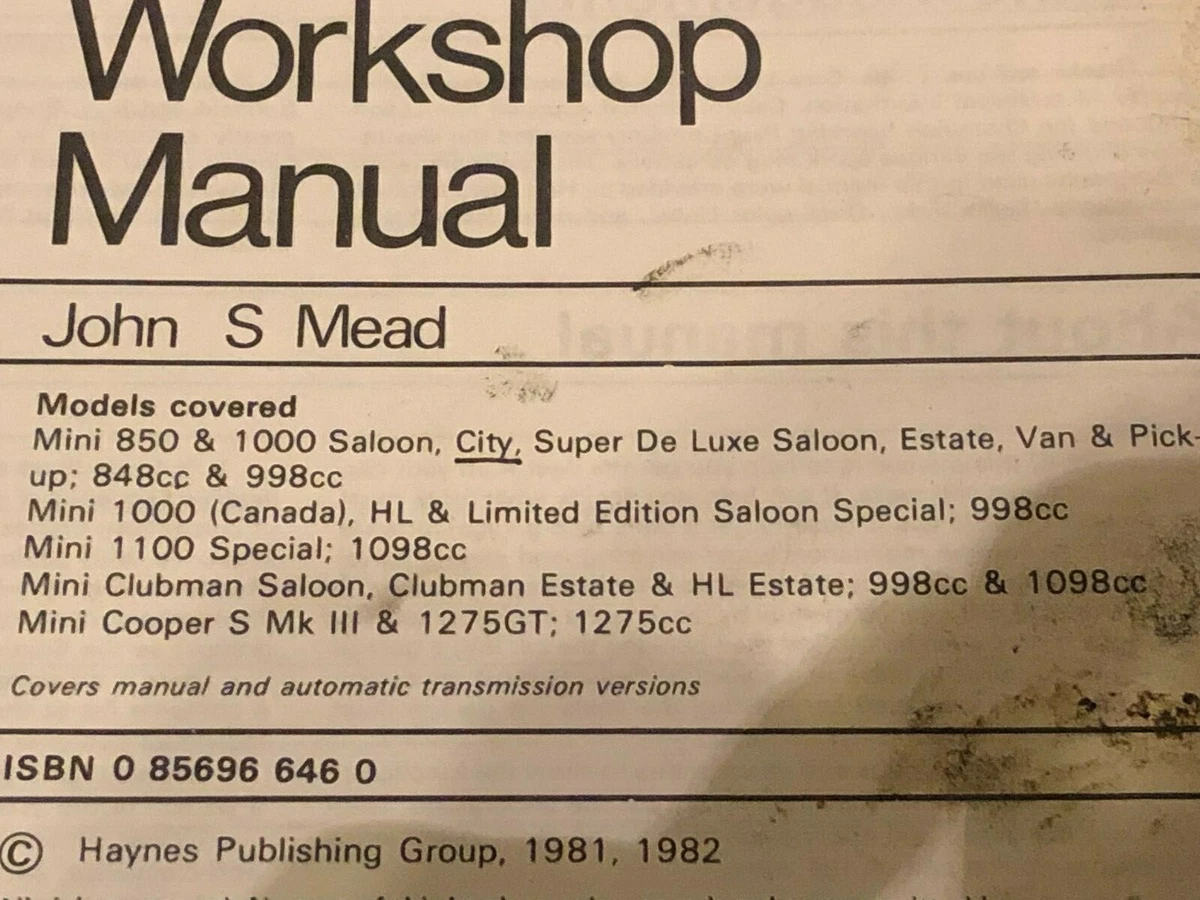 Workshop
Manual
John S Mead
Models covered
Mini 850 & 1000 Saloon, City, Super De Luxe Saloon, Estate, Van & Pick-
up; 848cc & 998cc
Mini 1000 (Canada), HL & Limited Edition Saloon Special; 998cc
Mini 1100 Special; 1098cc
Mini Clubman Saloon, Clubman Estate & HL Estate; 998cc & 1098cc
Mini Cooper S Mk III & 1275GT; 1275cc
Covers manual and automatic transmission versions
ISBN 0 85696 646 0
© Haynes Publishing Group, 1981, 1982